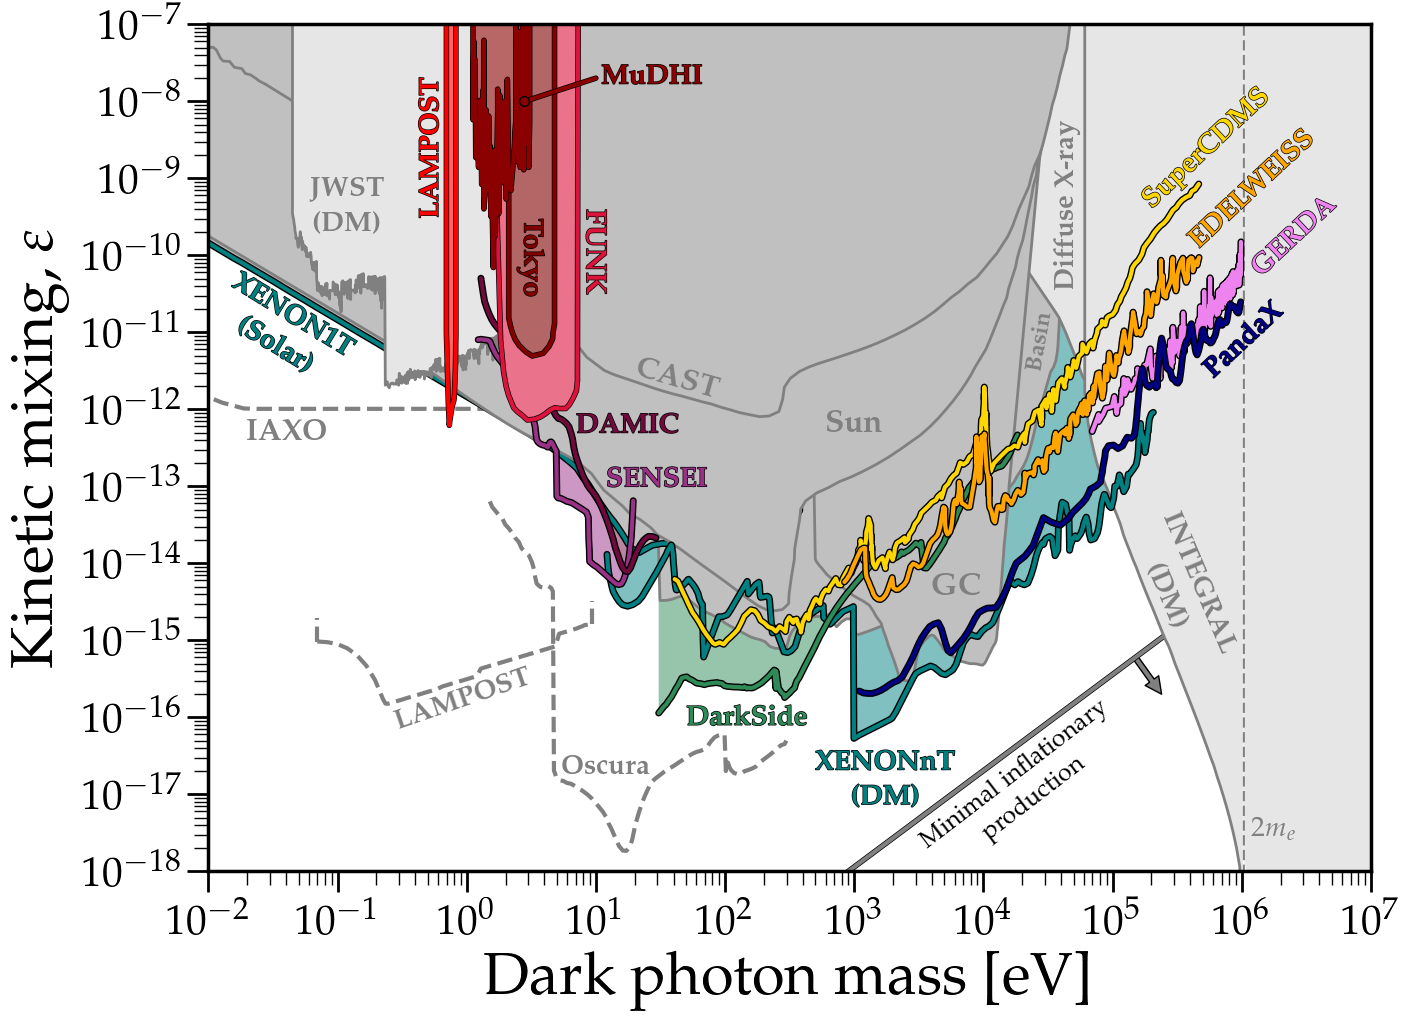 10⁻⁷
10⁻⁸
10⁻⁹
10⁻¹⁰
10⁻¹¹
10⁻¹²
10⁻¹³
10⁻¹⁴
10⁻¹⁵
10⁻¹⁶
10⁻¹⁷
10⁻¹⁸
Kinetic mixing, ε
LAMPOST
MuDHI
JWST
(DM)
Tokyo
FUNK
XENON1T
(Solar)
IAXO
DAMIC
SENSEI
CAST
Sun
Basin
Diffuse X-ray
SuperCDMS
EDELWEISS
GERDA
PandaX
GC
INTEGRAL
(DM)
LAMPOST
Oscura
DarkSide
XENONnT
(DM)
Minimal inflationary
production
2mₑ
10⁻²
10⁻¹
10⁰
10¹
10²
10³
10⁴
10⁵
10⁶
10⁷
Dark photon mass [eV]